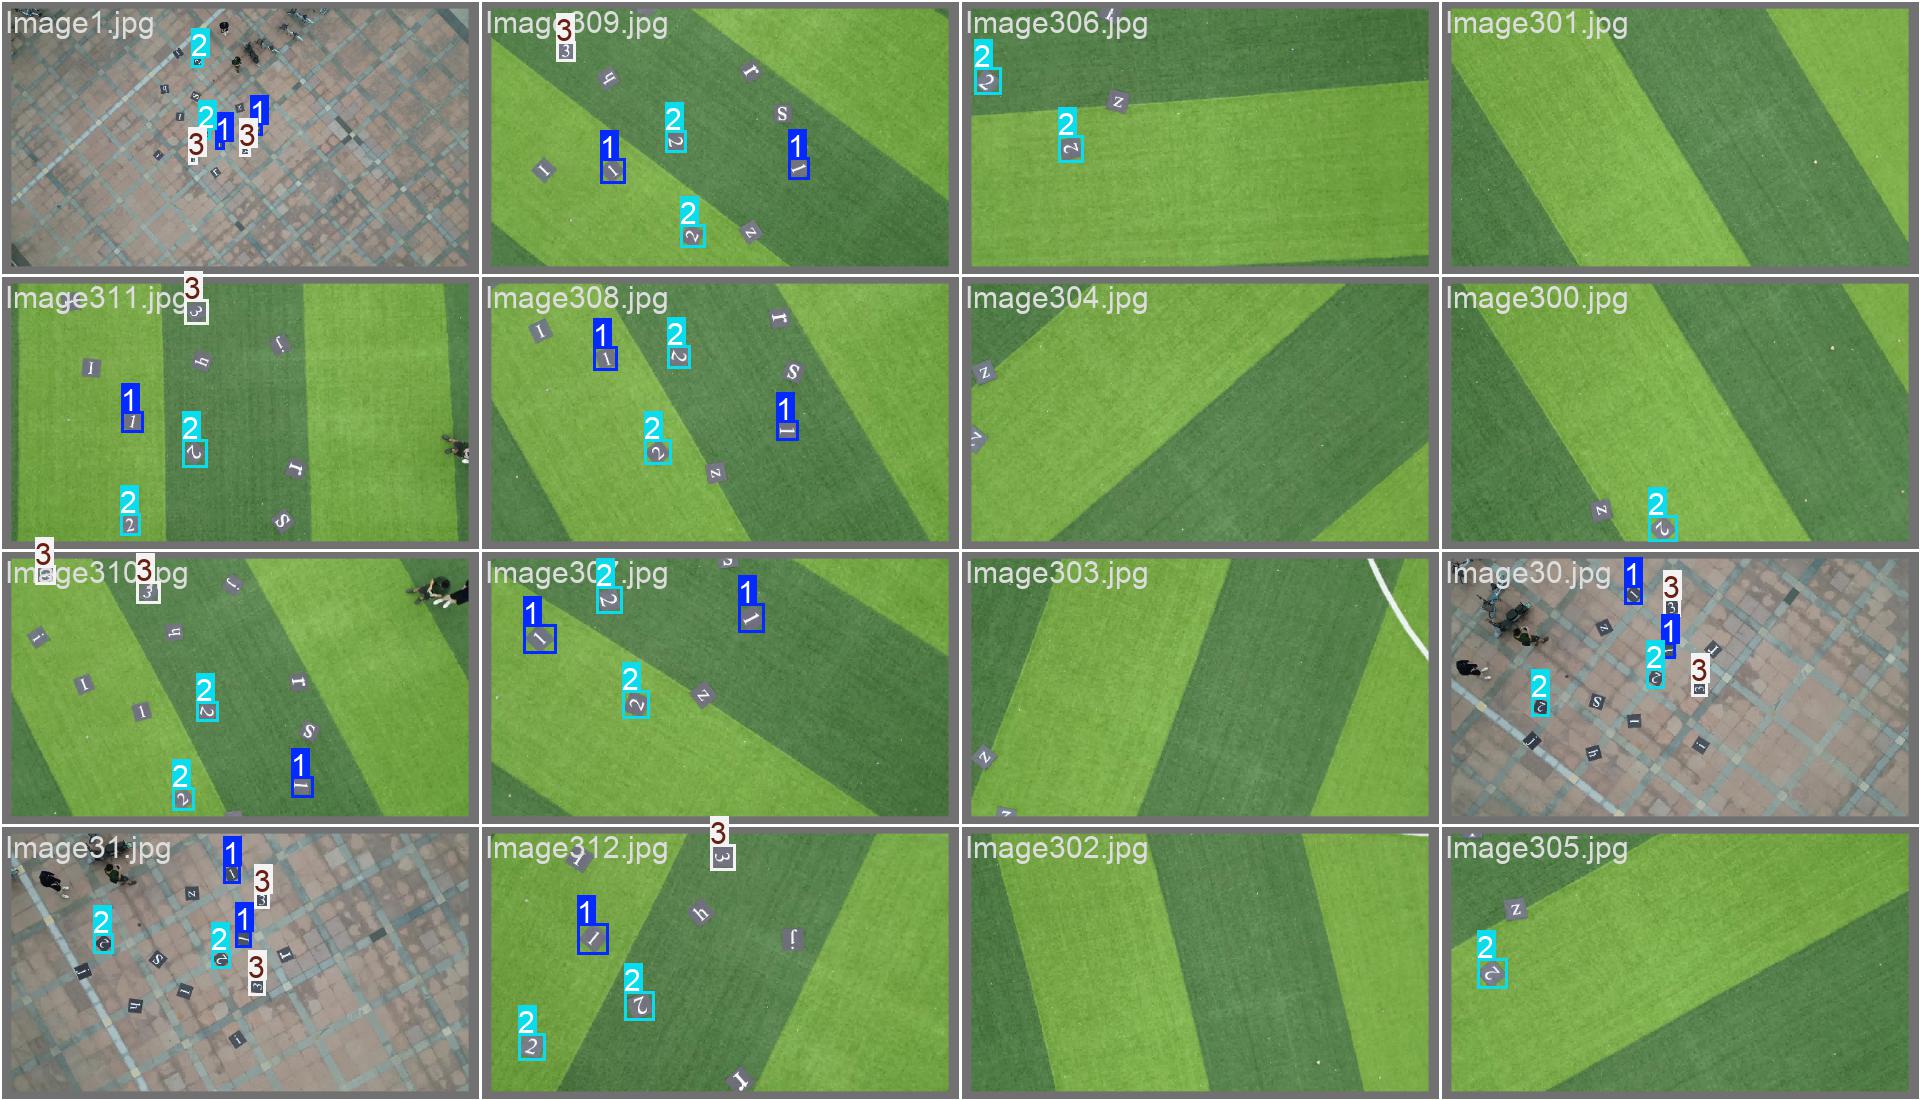 Image1.jpg
2
2
1
1
3
3
Image309.jpg
3
h
r
s
2
1
1
I
2
z
Image306.jpg
2
z
2
Image301.jpg
Image311.jpg
3
j
I
h
1
2
r
2
s
Image308.jpg
I
1
2
r
s
1
2
z
Image304.jpg
z
Image300.jpg
z
2
Image310.jpg
3
3
j
i
h
I
r
l
2
s
1
2
Image307.jpg
2
s
1
1
2
z
Image303.jpg
z
Image30.jpg
1
3
z
1
2
3
2
s
j
h
i
Image31.jpg
1
3
z
2
1
2
s
3
j
h
i
Image312.jpg
3
h
1
j
2
2
r
Image302.jpg
Image305.jpg
z
2